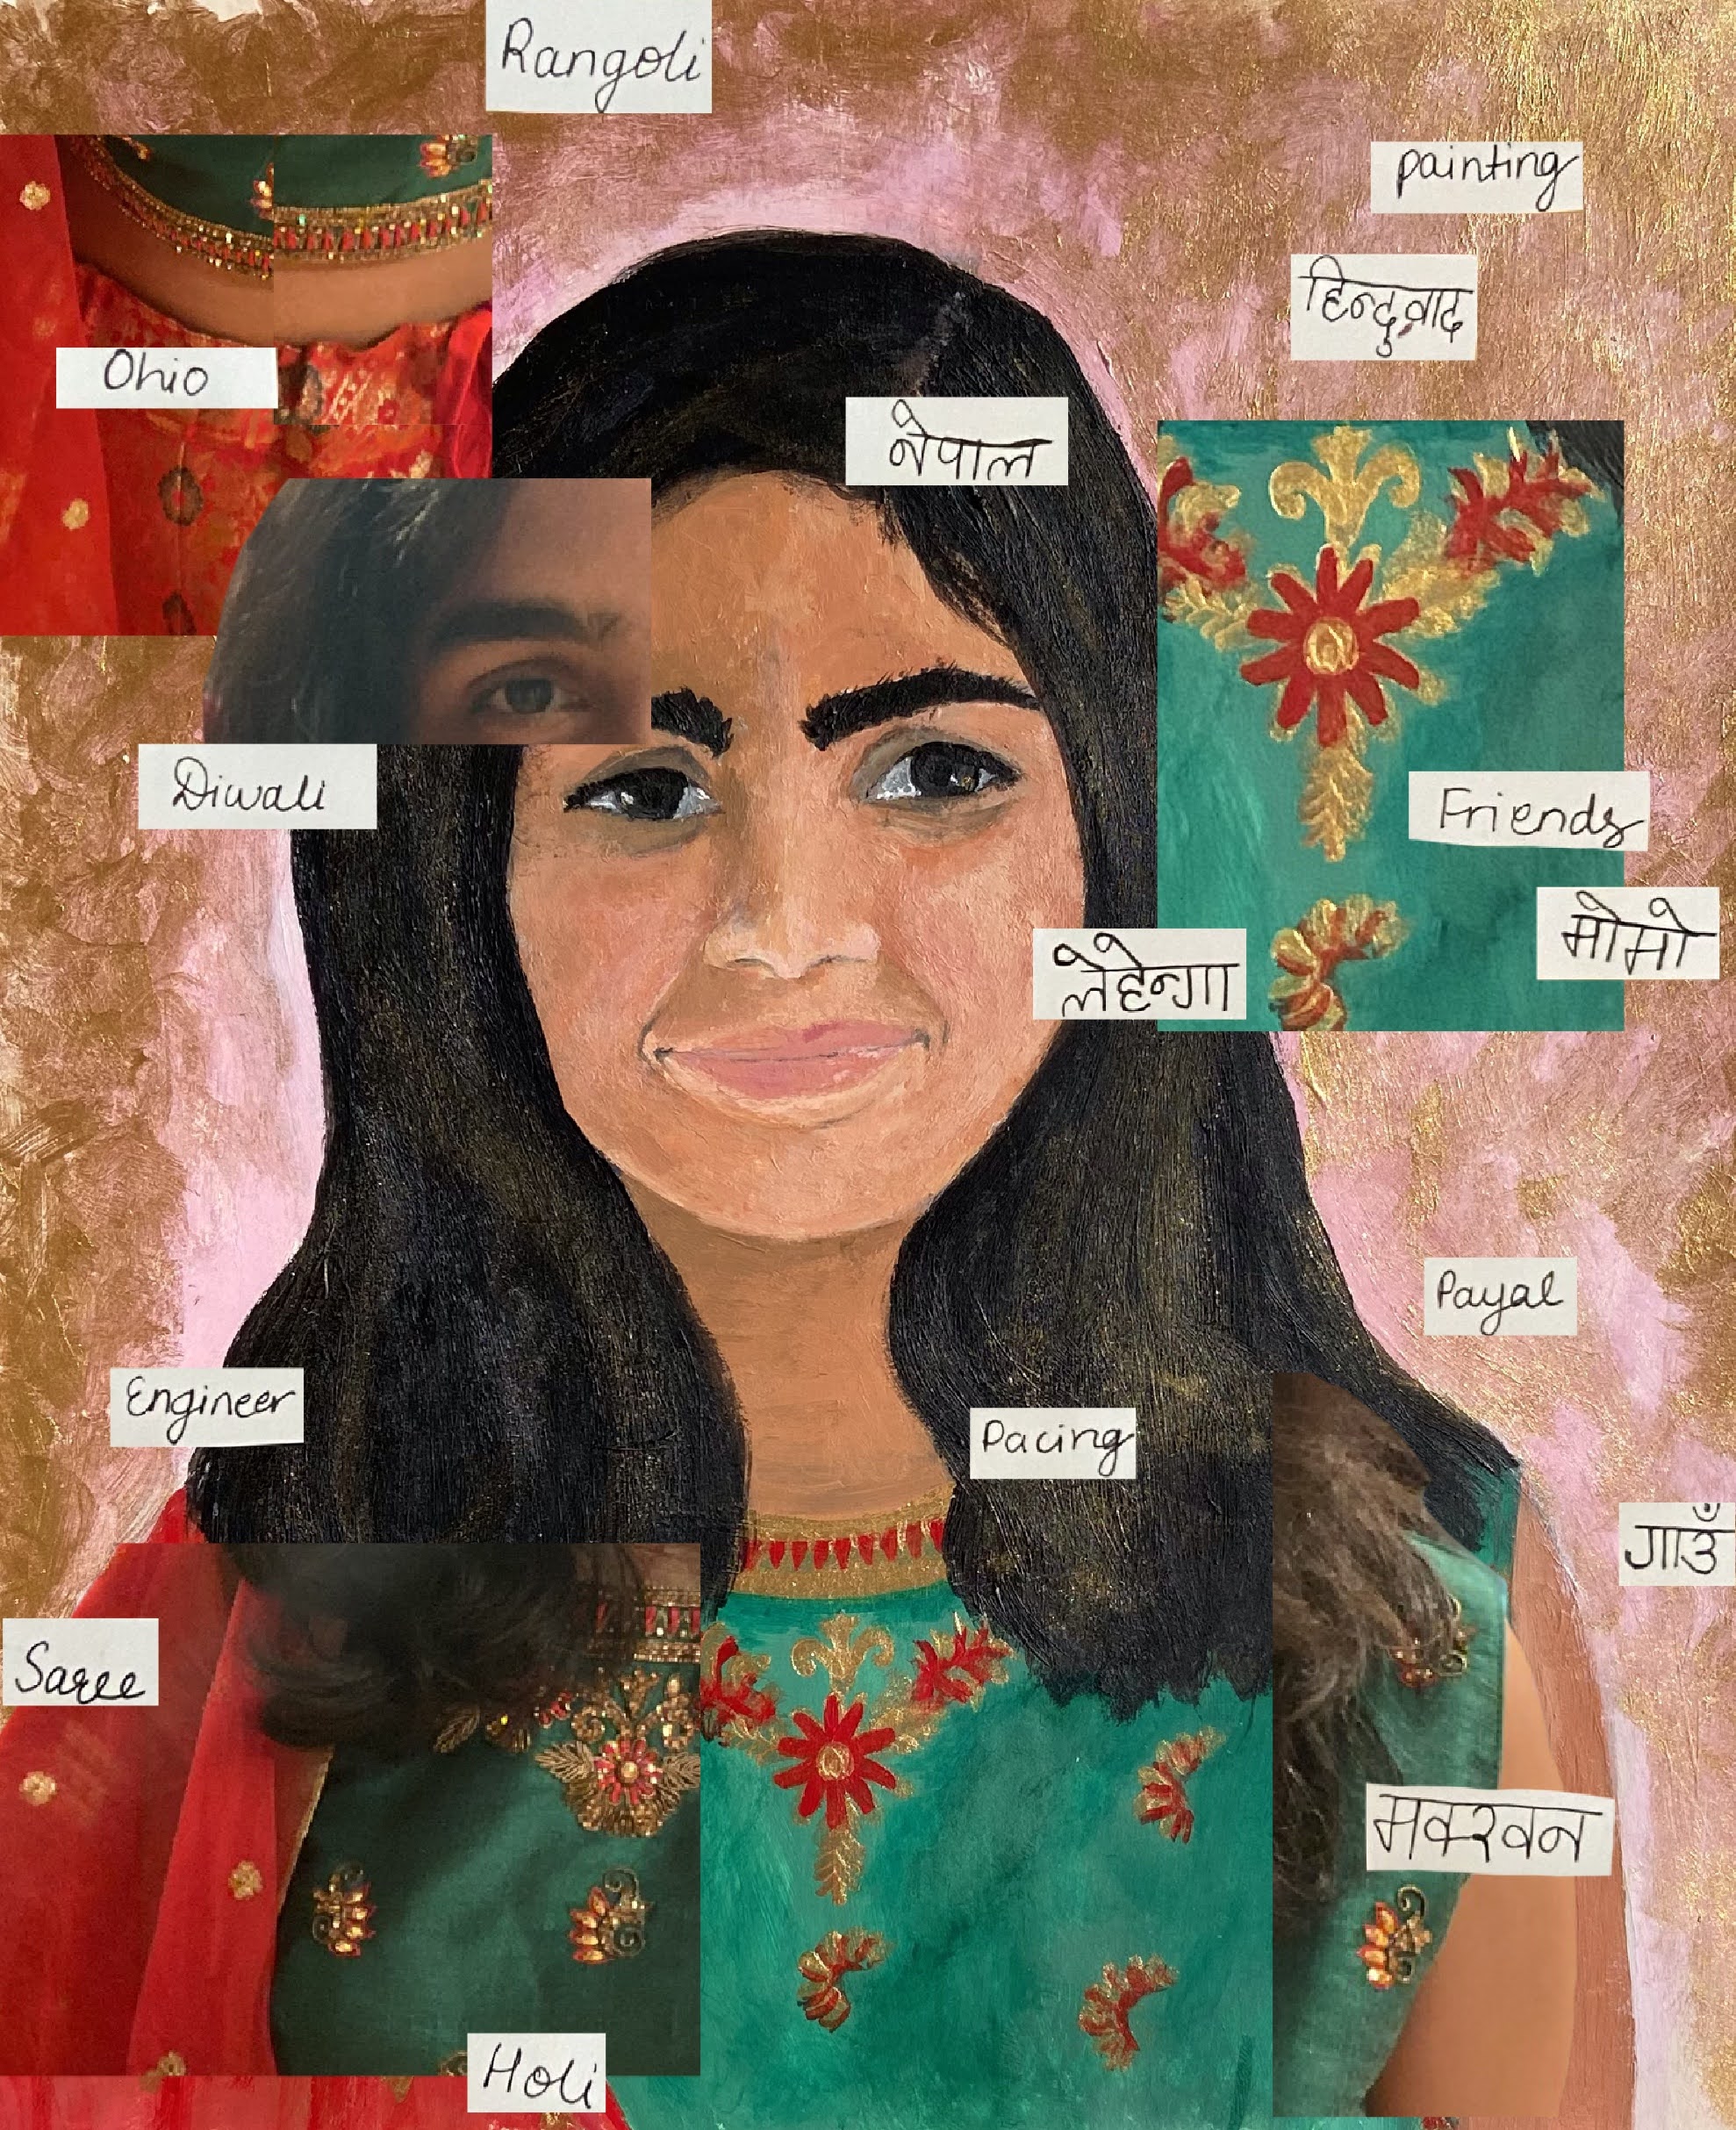 Rangoli
painting
हिन्दुवाद
Ohio
नेपाल
Diwali
Friends
मोमो
लेहेन्गा
Payal
Engineer
Pacing
गाउँ
Saree
मक्खन
Holi